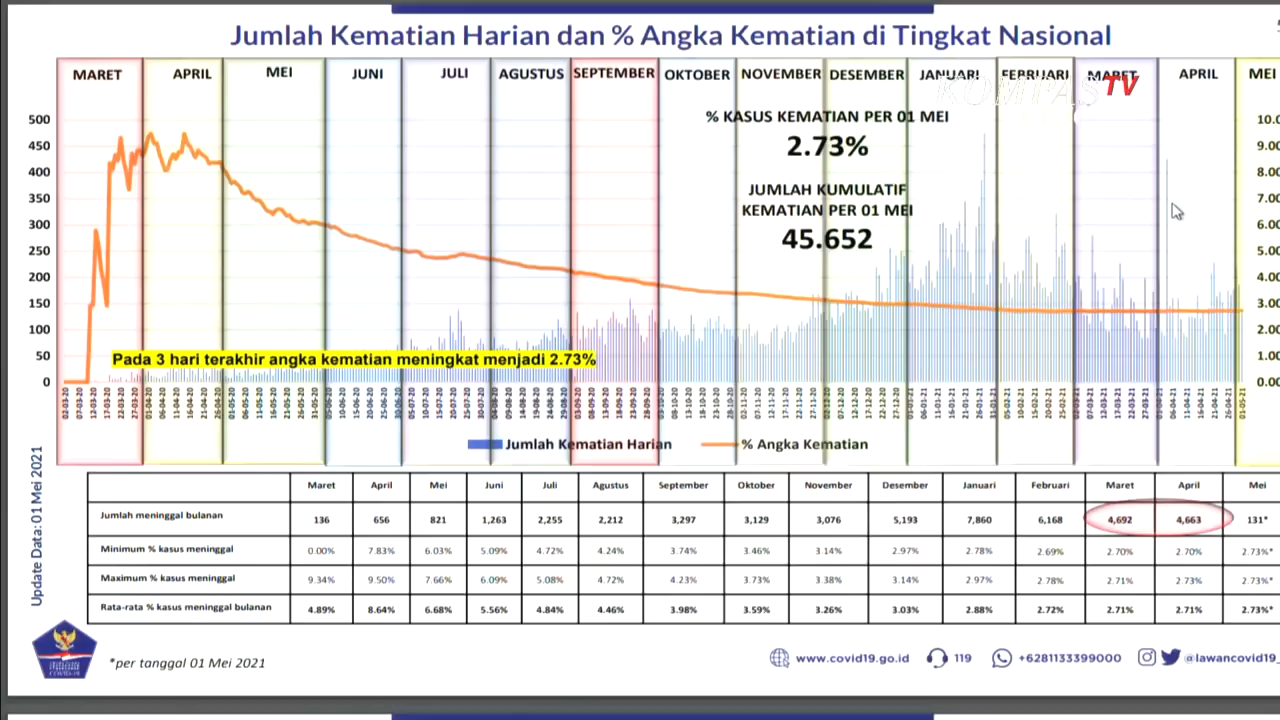 Jumlah Kematian Harian dan % Angka Kematian di Tingkat Nasional
MARET APRIL MEI JUNI JULI AGUSTUS SEPTEMBER OKTOBER NOVEMBER DESEMBER JANUARI FEBRUARI MARET APRIL MEI
KOMPAS TV
% KASUS KEMATIAN PER 01 MEI
2.73%
JUMLAH KUMULATIF
KEMATIAN PER 01 MEI
45.652
500
450
400
350
300
250
200
150
100
50
0
10.0
9.00
8.00
7.00
6.00
5.00
4.00
3.00
2.00
1.00
0.00
Pada 3 hari terakhir angka kematian meningkat menjadi 2.73%
Jumlah Kematian Harian
% Angka Kematian
Update Data: 01 Mei 2021
Maret April Mei Juni Juli Agustus September Oktober November Desember Januari Februari Maret April Mei
Jumlah meninggal bulanan 136 656 821 1,263 2,255 2,212 3,297 3,129 3,076 5,193 7,860 6,168 4,692 4,663 131*
Minimum % kasus meninggal 0.00% 7.83% 6.03% 5.09% 4.72% 4.24% 3.74% 3.46% 3.14% 2.97% 2.78% 2.69% 2.70% 2.70% 2.73%*
Maximum % kasus meninggal 9.34% 9.50% 7.66% 6.09% 5.08% 4.72% 4.23% 3.73% 3.38% 3.14% 2.97% 2.78% 2.71% 2.73% 2.73%*
Rata-rata % kasus meninggal bulanan 4.89% 8.64% 6.68% 5.56% 4.84% 4.46% 3.98% 3.59% 3.26% 3.03% 2.88% 2.72% 2.71% 2.71% 2.73%*
*per tanggal 01 Mei 2021
www.covid19.go.id 119 +6281133399000 @lawancovid19_